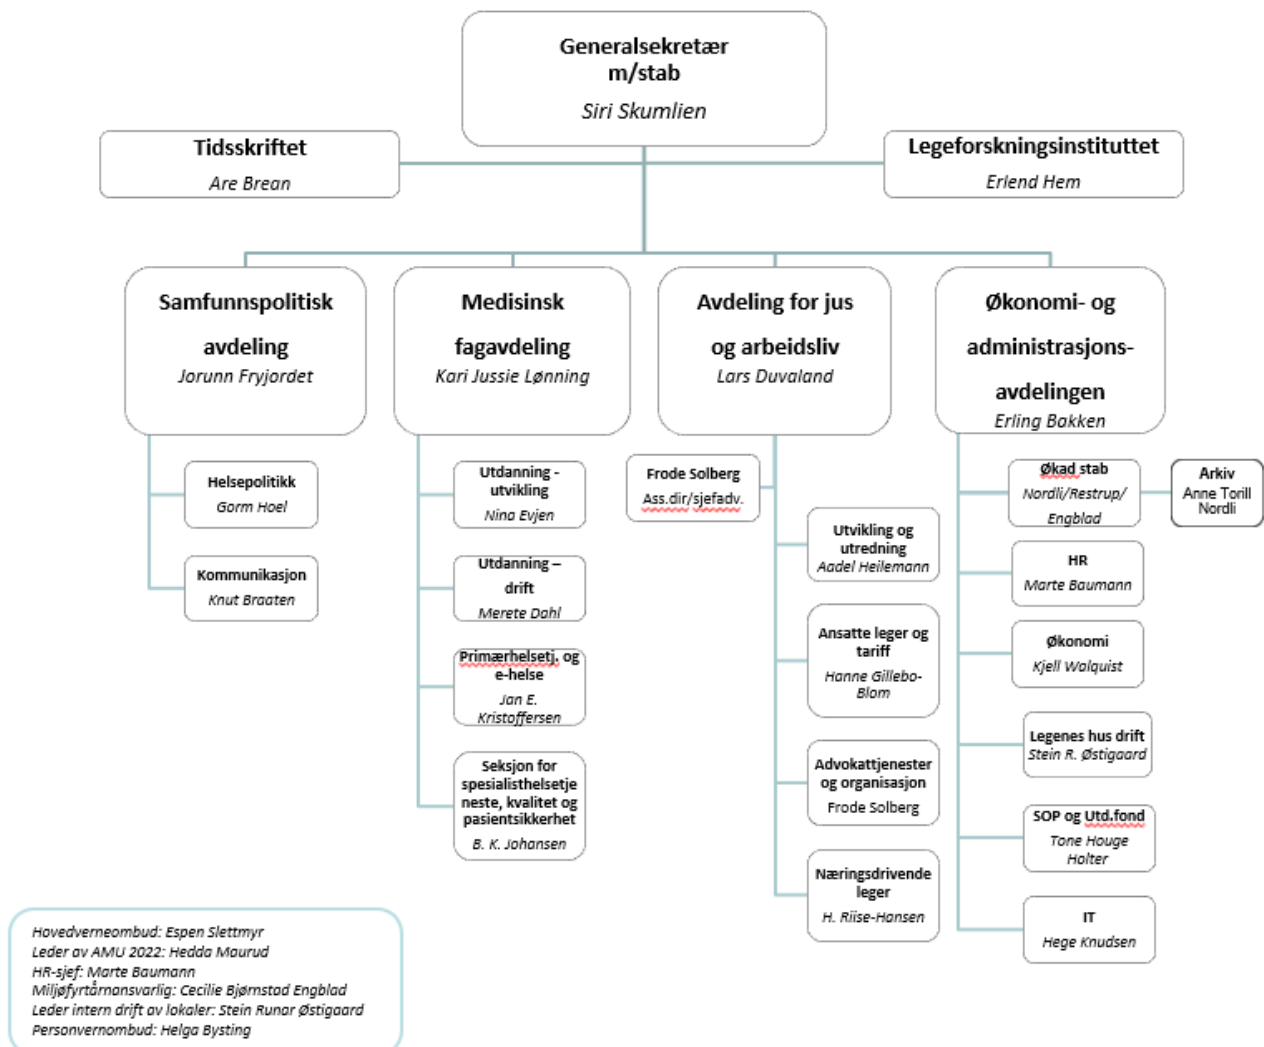 Generalsekretær
m/stab
Siri Skumlien
Tidsskriftet
Are Brean
Legeforskningsinstituttet
Erlend Hem
Samfunnspolitisk
avdeling
Jorunn Fryjordet
Medisinsk
fagavdeling
Kari Jussie Lønning
Avdeling for jus
og arbeidsliv
Lars Duvaland
Økonomi- og
administrasjons-
avdelingen
Erling Bakken
Helsepolitikk
Gorm Hoel
Kommunikasjon
Knut Braaten
Utdanning -
utvikling
Nina Evjen
Utdanning –
drift
Merete Dahl
Primærhelsetj. og
e-helse
Jan E.
Kristoffersen
Seksjon for
spesialisthelsetje
neste, kvalitet og
pasientsikkerhet
B. K. Johansen
Frode Solberg
Ass.dir/sjefadv.
Utvikling og
utredning
Aadel Heilemann
Ansatte leger og
tariff
Hanne Gillebo-
Blom
Advokattjenester
og organisasjon
Frode Solberg
Næringsdrivende
leger
H. Riise-Hansen
Økad stab
Nordli/Restrup/
Engblad
Arkiv
Anne Torill
Nordli
HR
Marte Baumann
Økonomi
Kjell Walquist
Legenes hus drift
Stein R. Østigaard
SOP og Utd.fond
Tone Houge
Holter
IT
Hege Knudsen
Hovedverneombud: Espen Slettmyr
Leder av AMU 2022: Hedda Maurud
HR-sjef: Marte Baumann
Miljøfyrtårnansvarlig: Cecilie Bjørnstad Engblad
Leder intern drift av lokaler: Stein Runar Østigaard
Personvernombud: Helga Bysting